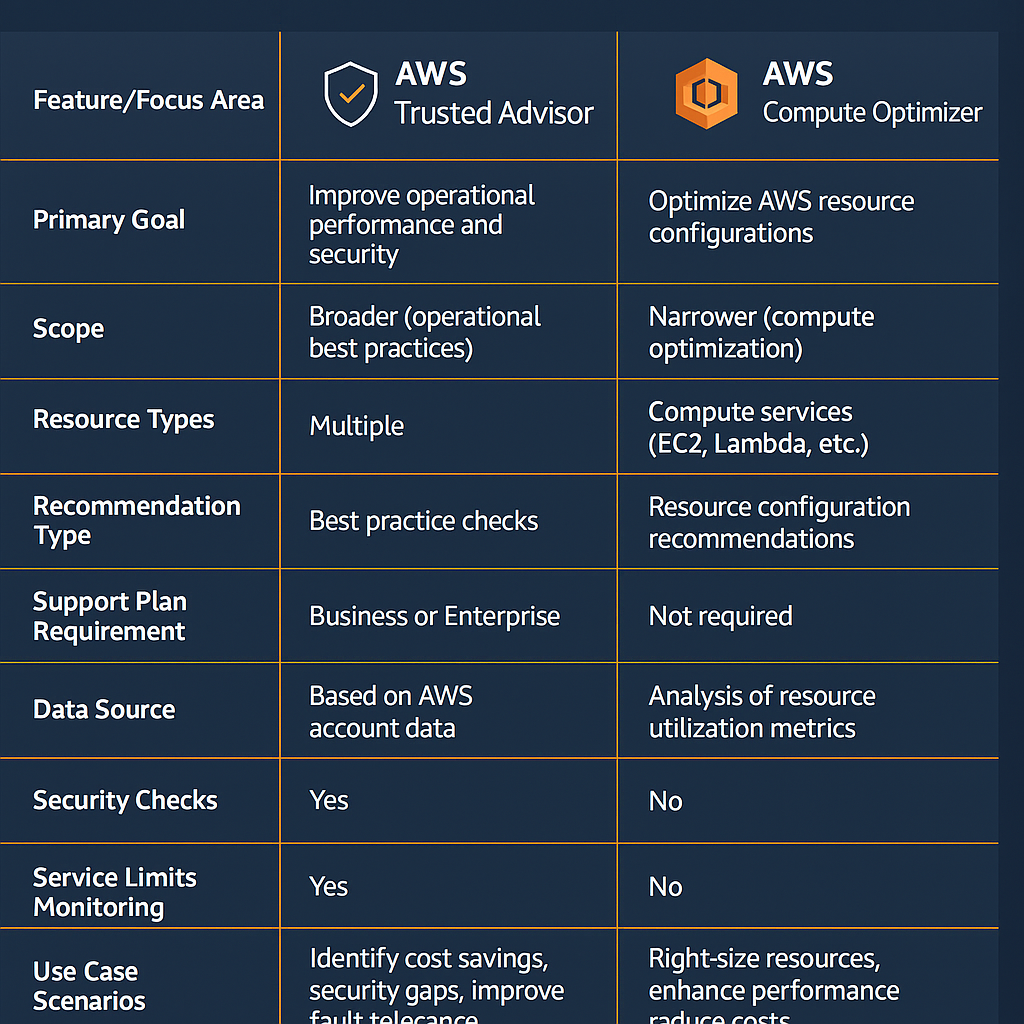 Feature/Focus Area
AWS
Trusted Advisor
AWS
Compute Optimizer
Primary Goal
Improve operational
performance and
security
Optimize AWS resource
configurations
Scope
Broader (operational
best practices)
Narrower (compute
optimization)
Resource Types
Multiple
Compute services
(EC2, Lambda, etc.)
Recommendation
Type
Best practice checks
Resource configuration
recommendations
Support Plan
Requirement
Business or Enterprise
Not required
Data Source
Based on AWS
account data
Analysis of resource
utilization metrics
Security Checks
Yes
No
Service Limits
Monitoring
Yes
No
Use Case
Scenarios
Identify cost savings,
security gaps, improve
fault
Right-size resources,
enhance performance
costs